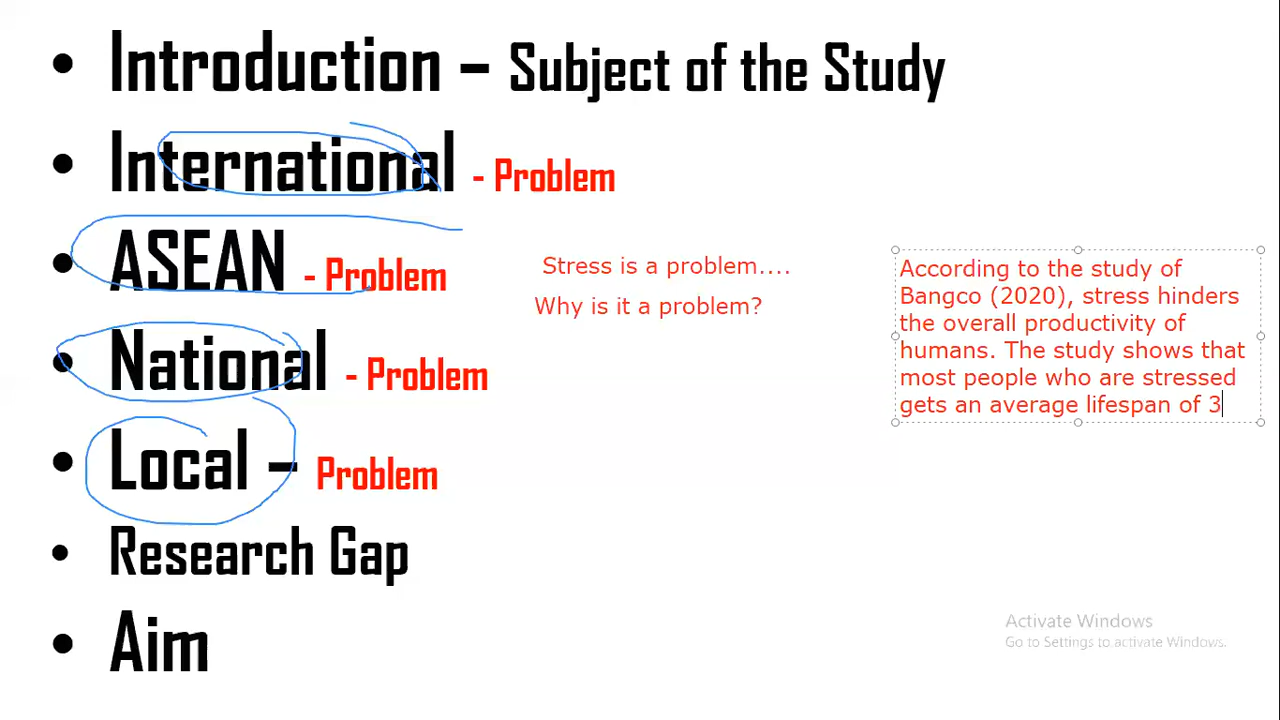 • Introduction – Subject of the Study
• International - Problem
• ASEAN - Problem
• National - Problem
• Local – Problem
• Research Gap
• Aim
Stress is a problem....
Why is it a problem?
According to the study of
Bangco (2020), stress hinders
the overall productivity of
humans. The study shows that
most people who are stressed
gets an average lifespan of 3
Activate Windows
Go to Settings to activate Windows.